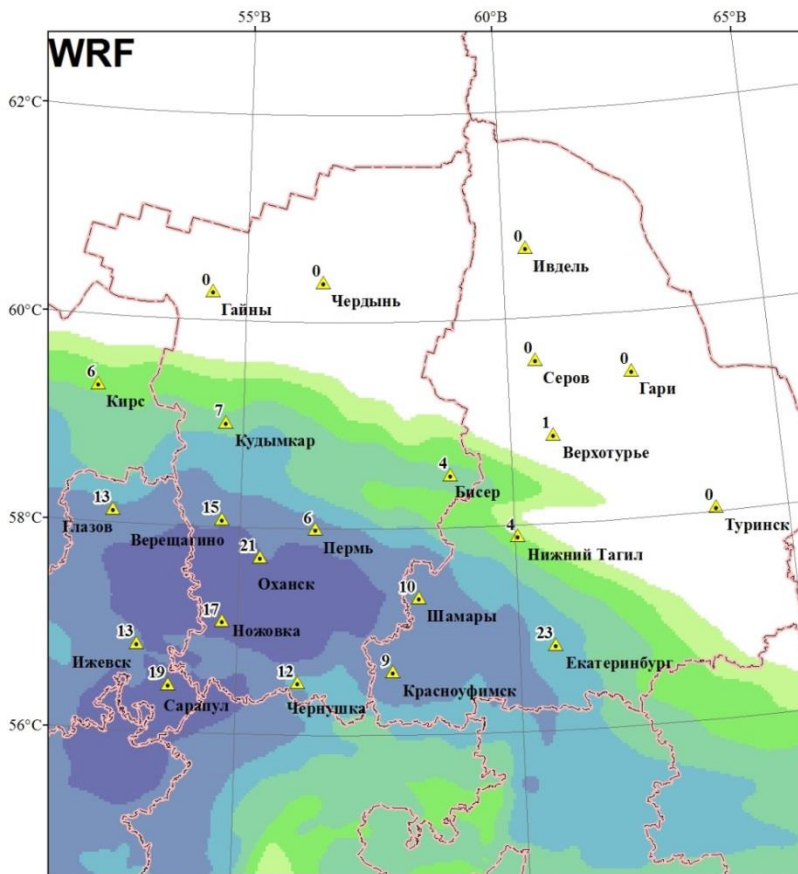 55°В 60°В 65°В
WRF
62°С
0
Ивдель
0
Гайны
0
Чердынь
60°С
0
Серов
0
Гари
6
Кирс
7
Кудымкар
1
Верхотурье
4
Бисер
13
Глазов
15
Верещагино
6
Пермь
0
Туринск
58°С
4
Нижний Тагил
21
Оханск
10
Шамары
17
Ножовка
13
Ижевск
23
Екатеринбург
19
Сарапул
12
Чернушка
9
Красноуфимск
56°С